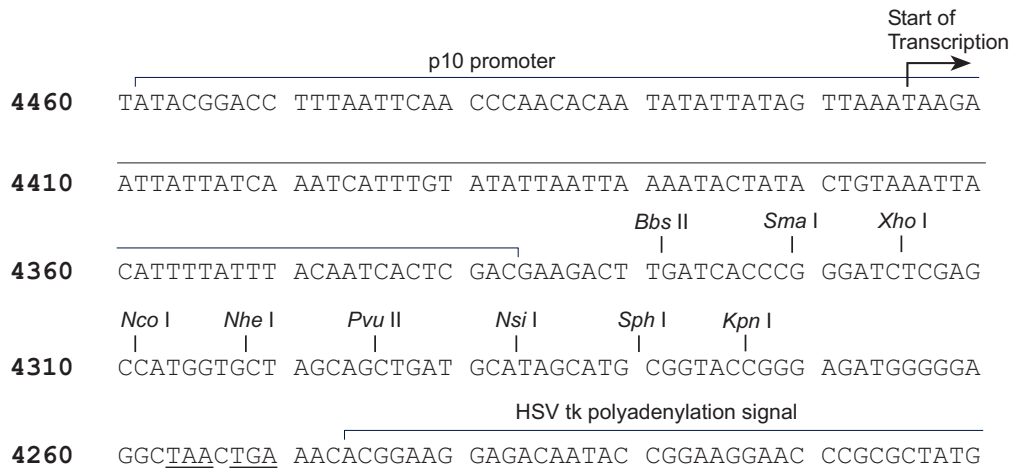 Start of
Transcription
p10 promoter
4460 TATACGGACC TTTAATTCAA CCCAACACAA TATATTATAG TTAAATAAGA
4410 ATTATTATCA AATCATTTGT ATATTAATTA AAATACTATA CTGTAAATTA
Bbs II Sma I Xho I
4360 CATTTTATTT ACAATCACTC GACGAAGACT TGATCACCCG GGATCTCGAG
Nco I Nhe I Pvu II Nsi I Sph I Kpn I
4310 CCATGGTGCT AGCAGCTGAT GCATAGCATG CGGTACCGGG AGATGGGGGA
HSV tk polyadenylation signal
4260 GGCTAACTGA AACACGGAAG GAGACAATAC CGGAAGGAAC CCGCGCTATG